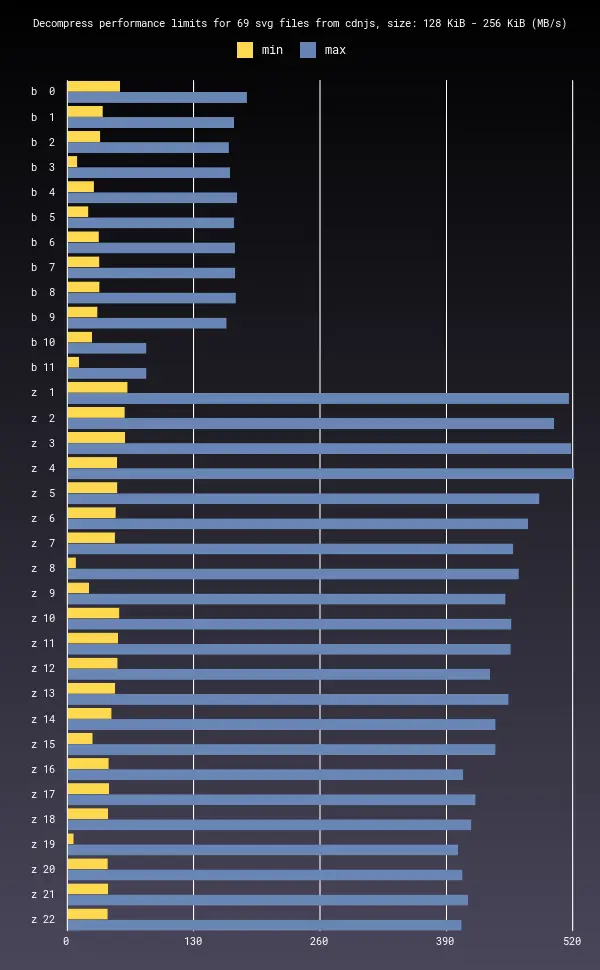 Decompress performance limits for 69 svg files from cdnjs, size: 128 KiB - 256 KiB (MB/s)
min max
b 0
b 1
b 2
b 3
b 4
b 5
b 6
b 7
b 8
b 9
b 10
b 11
z 1
z 2
z 3
z 4
z 5
z 6
z 7
z 8
z 9
z 10
z 11
z 12
z 13
z 14
z 15
z 16
z 17
z 18
z 19
z 20
z 21
z 22
0 130 260 390 520